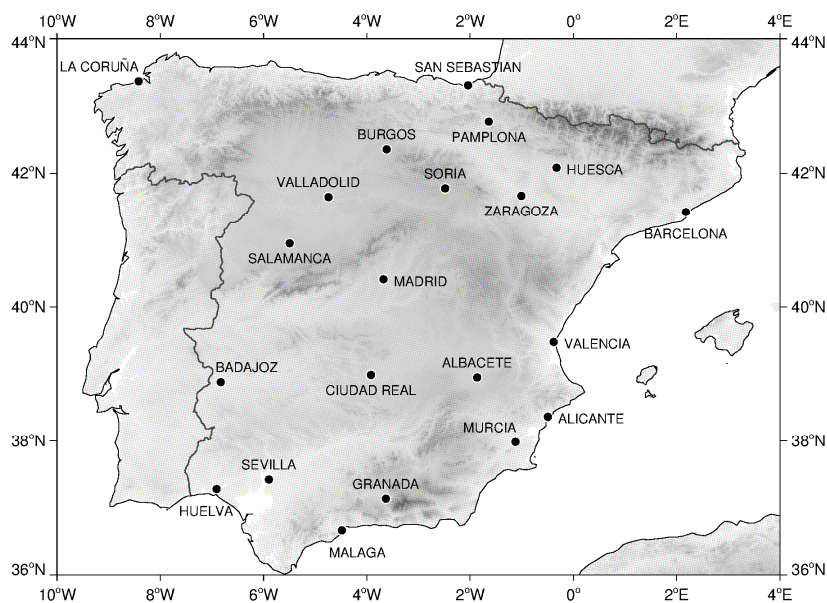 10°W 8°W 6°W 4°W 2°W 0° 2°E 4°E
44°N 44°N
LA CORUÑA SAN SEBASTIAN
BURGOS PAMPLONA
42°N SORIA HUESCA 42°N
VALLADOLID
ZARAGOZA
BARCELONA
SALAMANCA
MADRID
40°N 40°N
VALENCIA
BADAJOZ ALBACETE
CIUDAD REAL
ALICANTE
MURCIA
38°N 38°N
SEVILLA
GRANADA
HUELVA
MALAGA
36°N 36°N
10°W 8°W 6°W 4°W 2°W 0° 2°E 4°E